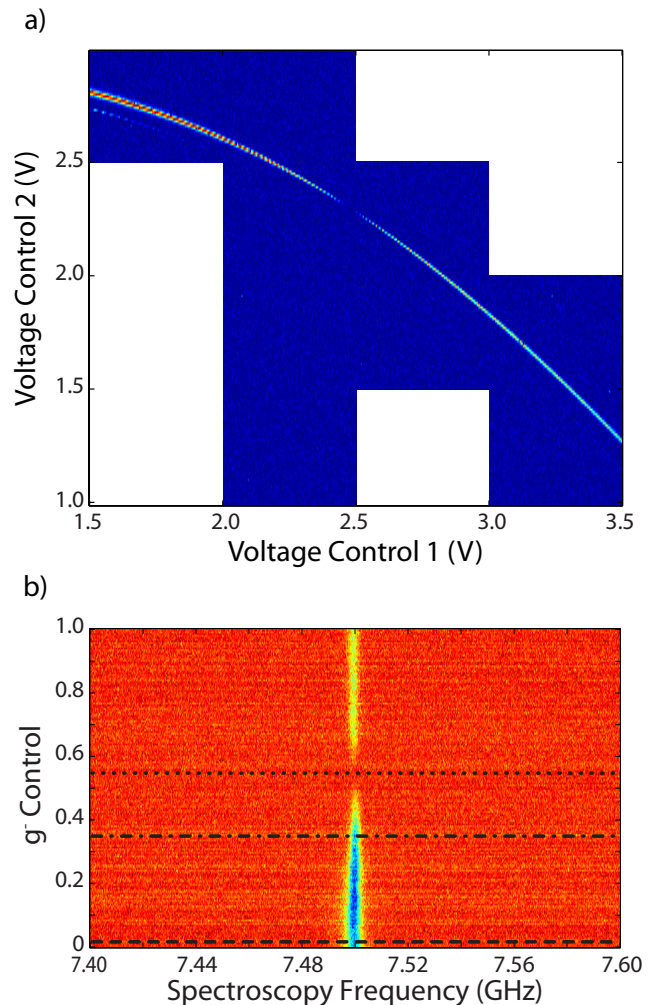 a)
2.5
2.0
1.5
1.0
1.5 2.0 2.5 3.0 3.5
Voltage Control 2 (V)
Voltage Control 1 (V)
b)
1.0
0.8
0.6
0.4
0.2
0
7.40 7.44 7.48 7.52 7.56 7.60
g- Control
Spectroscopy Frequency (GHz)